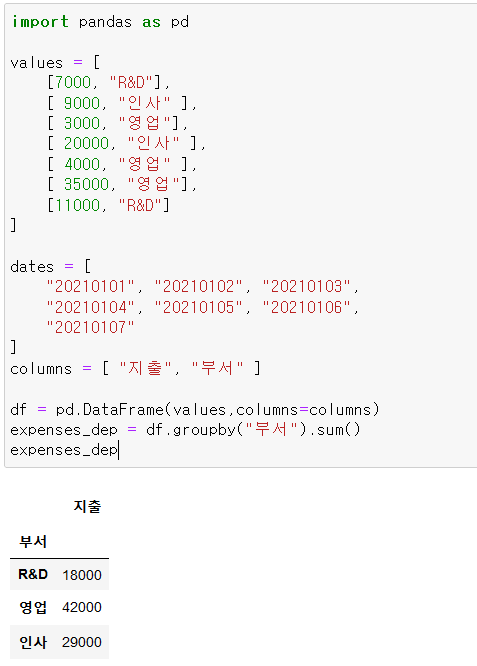 import pandas as pd

values = [
    [7000, "R&D"],
    [ 9000, "인사" ],
    [ 3000, "영업"],
    [ 20000, "인사" ],
    [ 4000, "영업" ],
    [ 35000, "영업"],
    [11000, "R&D"]
]

dates = [
    "20210101", "20210102", "20210103",
    "20210104", "20210105", "20210106",
    "20210107"
]
columns = [ "지출", "부서" ]

df = pd.DataFrame(values,columns=columns)
expenses_dep = df.groupby("부서").sum()
expenses_dep

지출
부서
R&D 18000
영업 42000
인사 29000